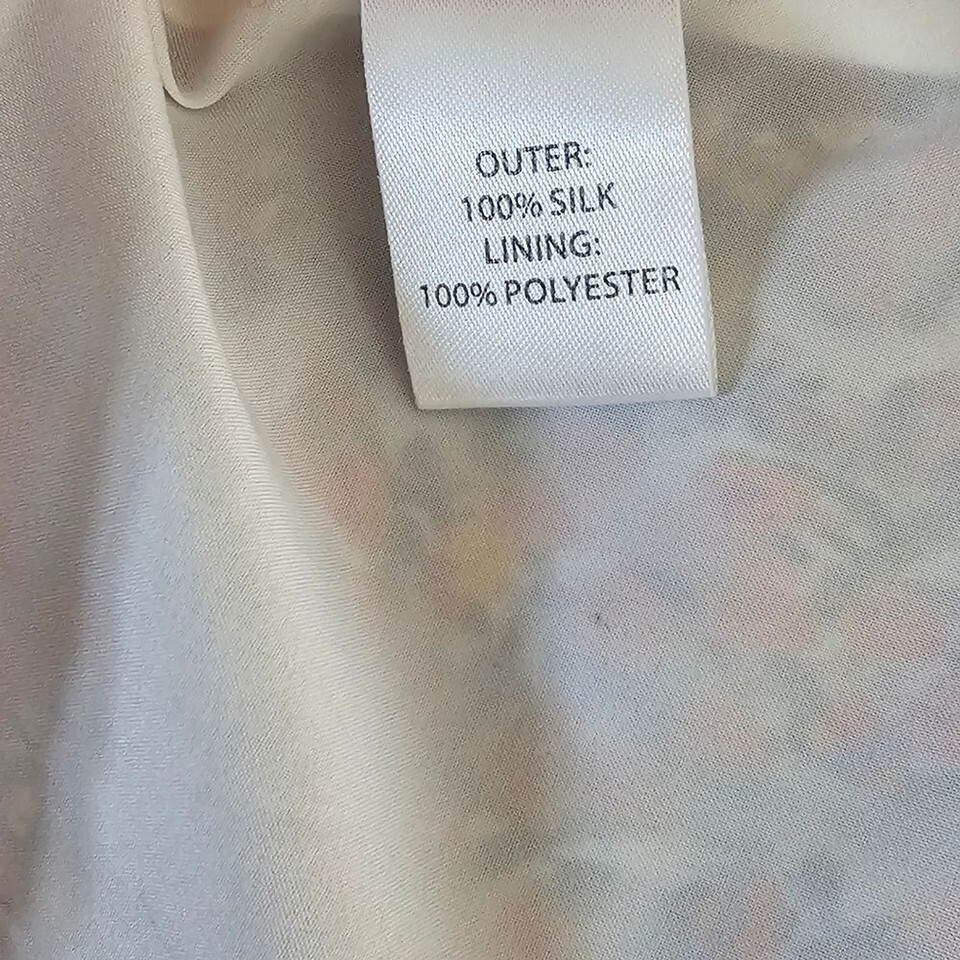 OUTER:
100% SILK
LINING:
100% POLYESTER